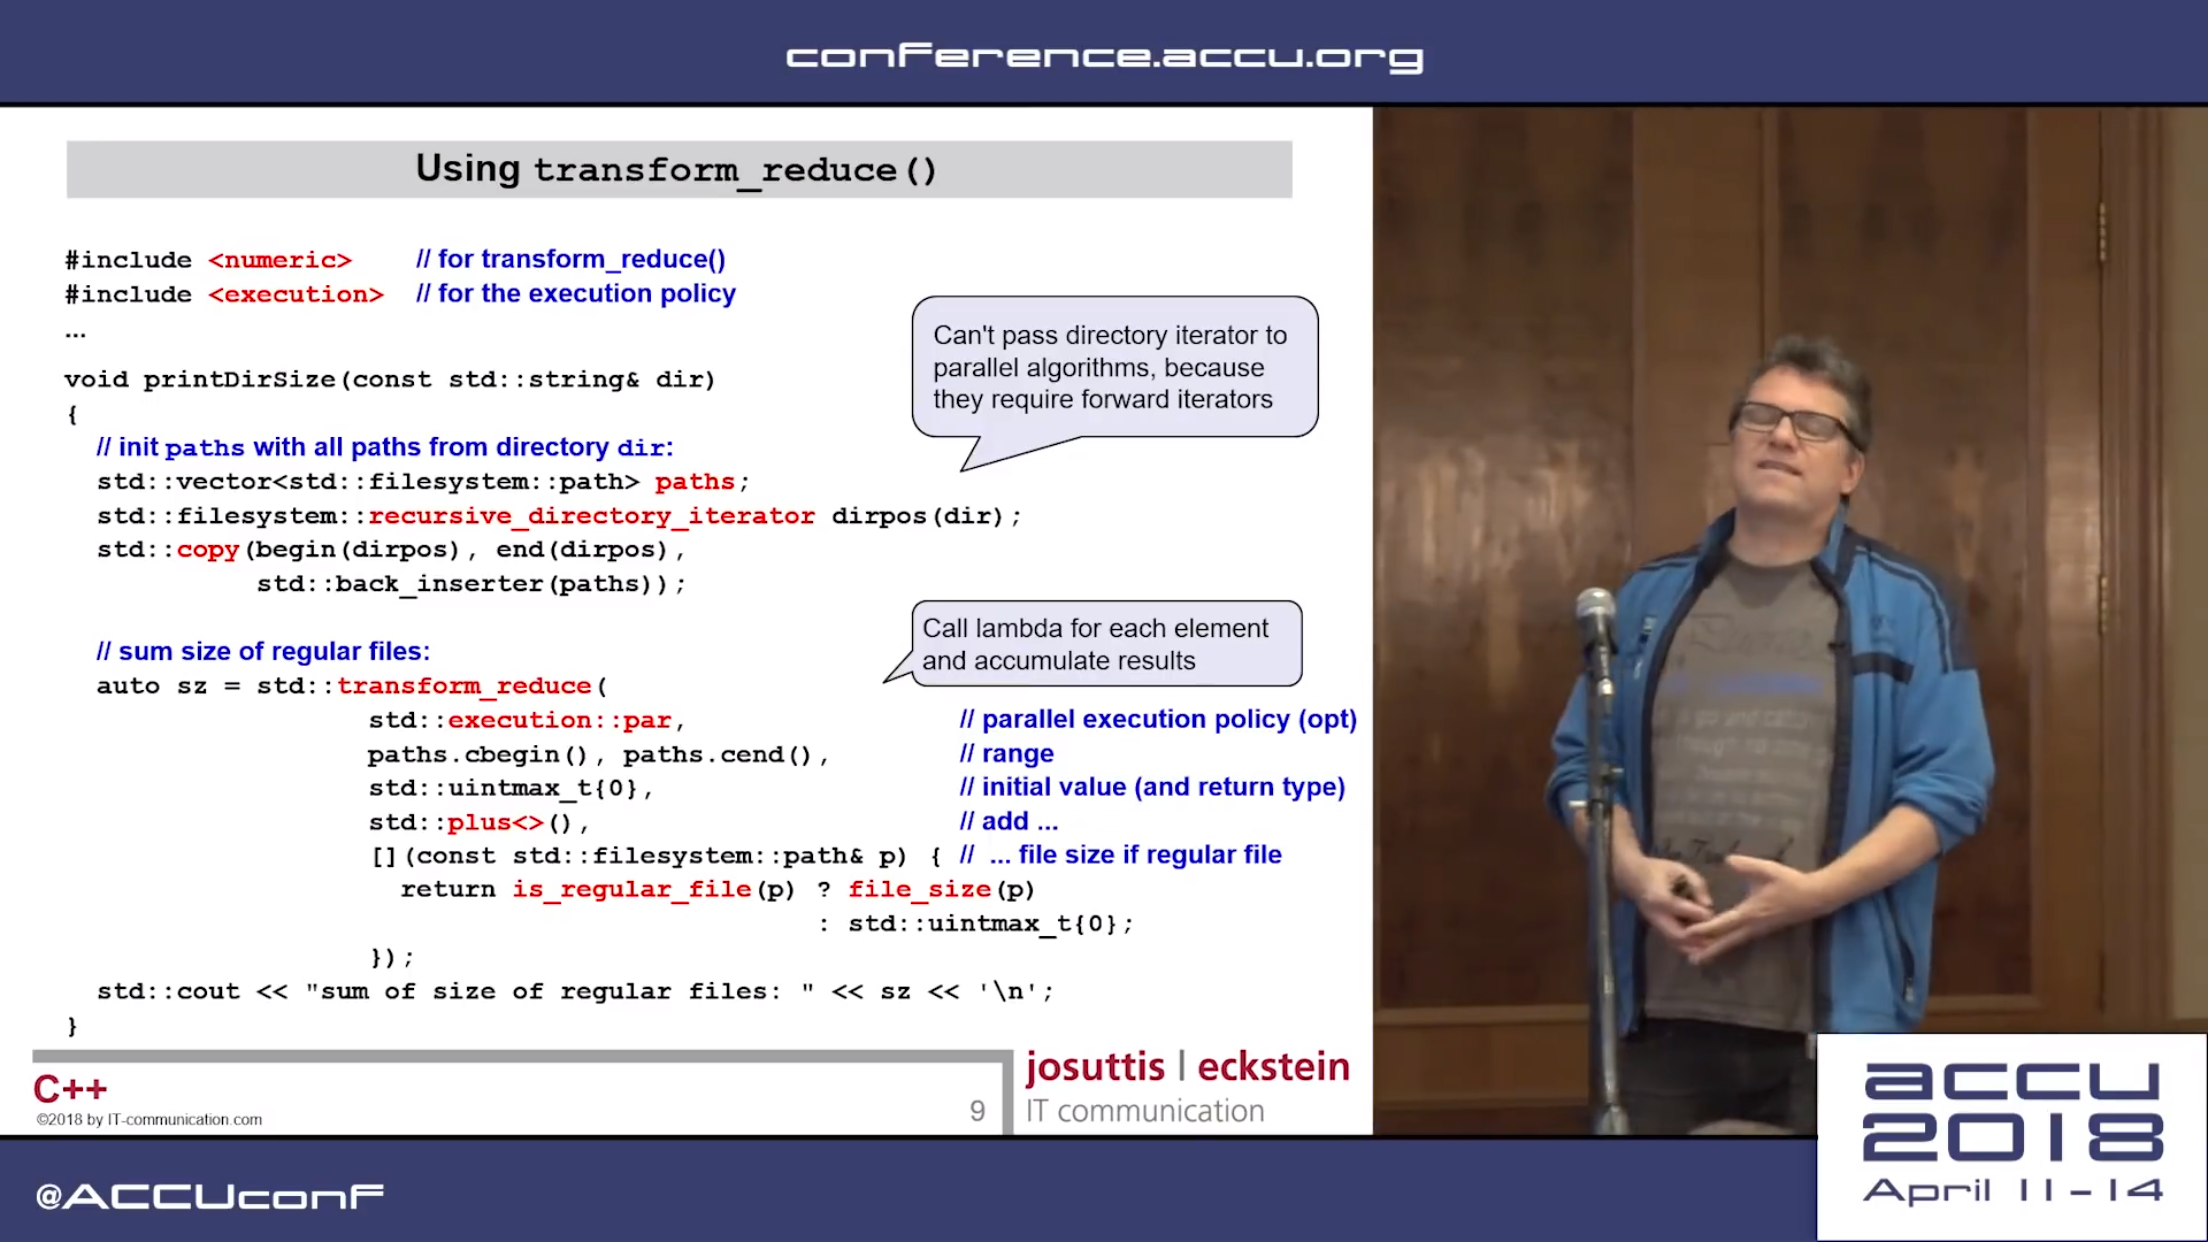 conference.accu.org
Using transform_reduce()
#include <numeric> // for transform_reduce()
#include <execution> // for the execution policy
...
void printDirSize(const std::string& dir)
{
// init paths with all paths from directory dir:
std::vector<std::filesystem::path> paths;
std::filesystem::recursive_directory_iterator dirpos(dir);
std::copy(begin(dirpos), end(dirpos),
std::back_inserter(paths));
Can't pass directory iterator to
parallel algorithms, because
they require forward iterators
// sum size of regular files:
auto sz = std::transform_reduce(
Call lambda for each element
and accumulate results
std::execution::par, // parallel execution policy (opt)
paths.cbegin(), paths.cend(), // range
std::uintmax_t{0}, // initial value (and return type)
std::plus<>(), // add ...
[](const std::filesystem::path& p) { // ... file size if regular file
return is_regular_file(p) ? file_size(p)
: std::uintmax_t{0};
});
std::cout << "sum of size of regular files: " << sz << '\n';
}
C++
©2018 by IT-communication.com
9
josuttis | eckstein
IT communication
@ACCUconf
accu
2018
April 11-14